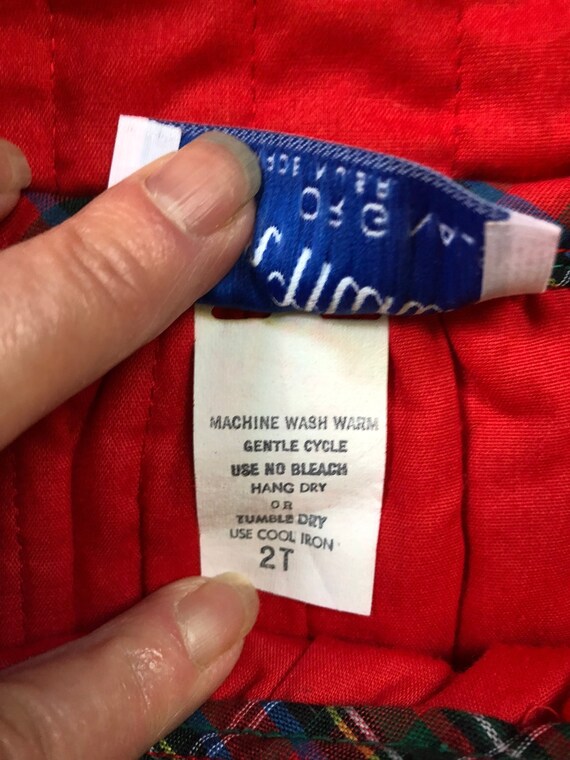 MACHINE WASH WARM
GENTLE CYCLE
USE NO BLEACH
HANG DRY
OR
TUMBLE DRY
USE COOL IRON
2T